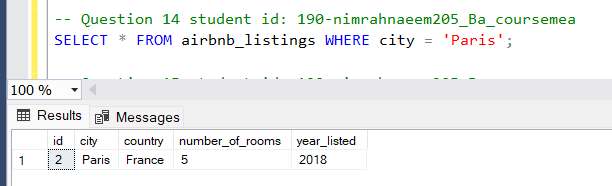 -- Question 14 student id: 190-nimrahnaeem205_Ba_coursemea
SELECT * FROM airbnb_listings WHERE city = 'Paris';
100 %
Results Messages
id city country number_of_rooms year_listed
1 2 Paris France 5 2018